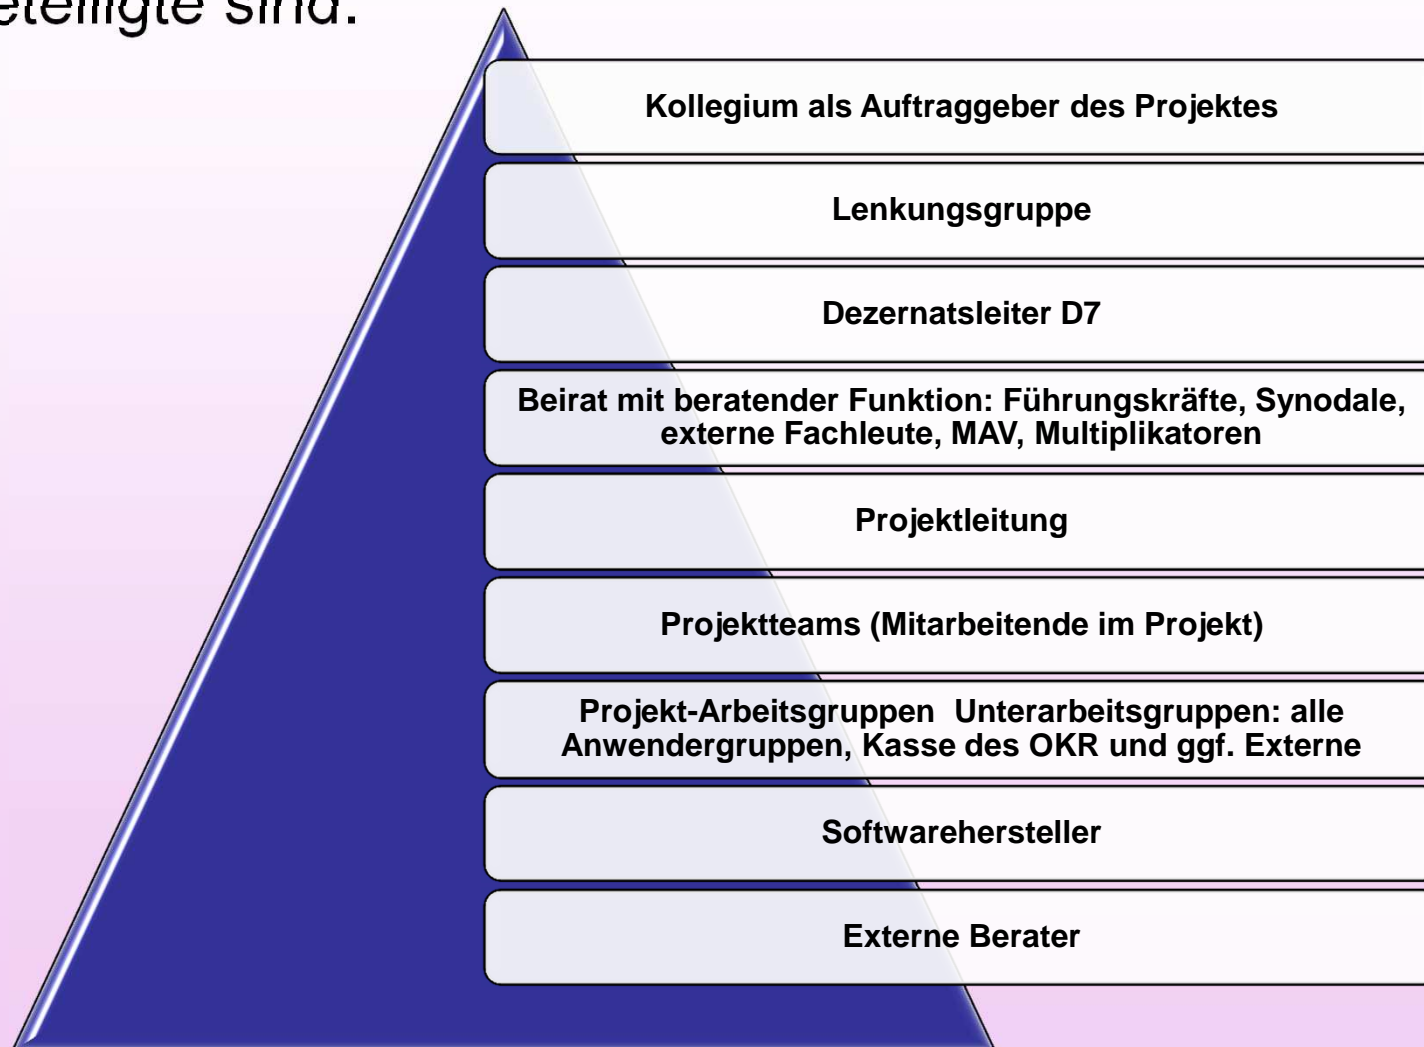 eteiligte sind:
Kollegium als Auftraggeber des Projektes
Lenkungsgruppe
Dezernatsleiter D7
Beirat mit beratender Funktion: Führungskräfte, Synodale,
externe Fachleute, MAV, Multiplikatoren
Projektleitung
Projektteams (Mitarbeitende im Projekt)
Projekt-Arbeitsgruppen  Unterarbeitsgruppen: alle
Anwendergruppen, Kasse des OKR und ggf. Externe
Softwarehersteller
Externe Berater